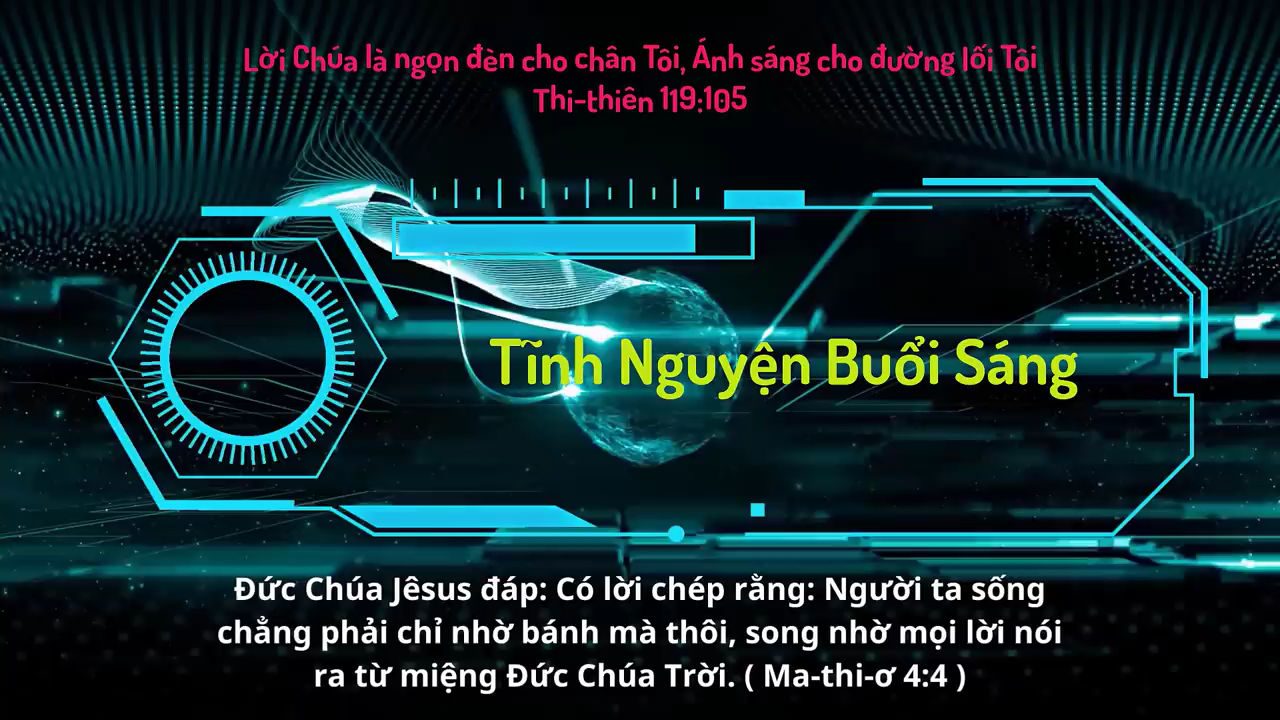 Lời Chúa là ngọn đèn cho chân Tôi, Ánh sáng cho đường lối Tôi
Thi-thiên 119:105
Tĩnh Nguyện Buổi Sáng
Đức Chúa Jêsus đáp: Có lời chép rằng: Người ta sống
chẳng phải chỉ nhờ bánh mà thôi, song nhờ mọi lời nói
ra từ miệng Đức Chúa Trời. ( Ma-thi-ơ 4:4 )